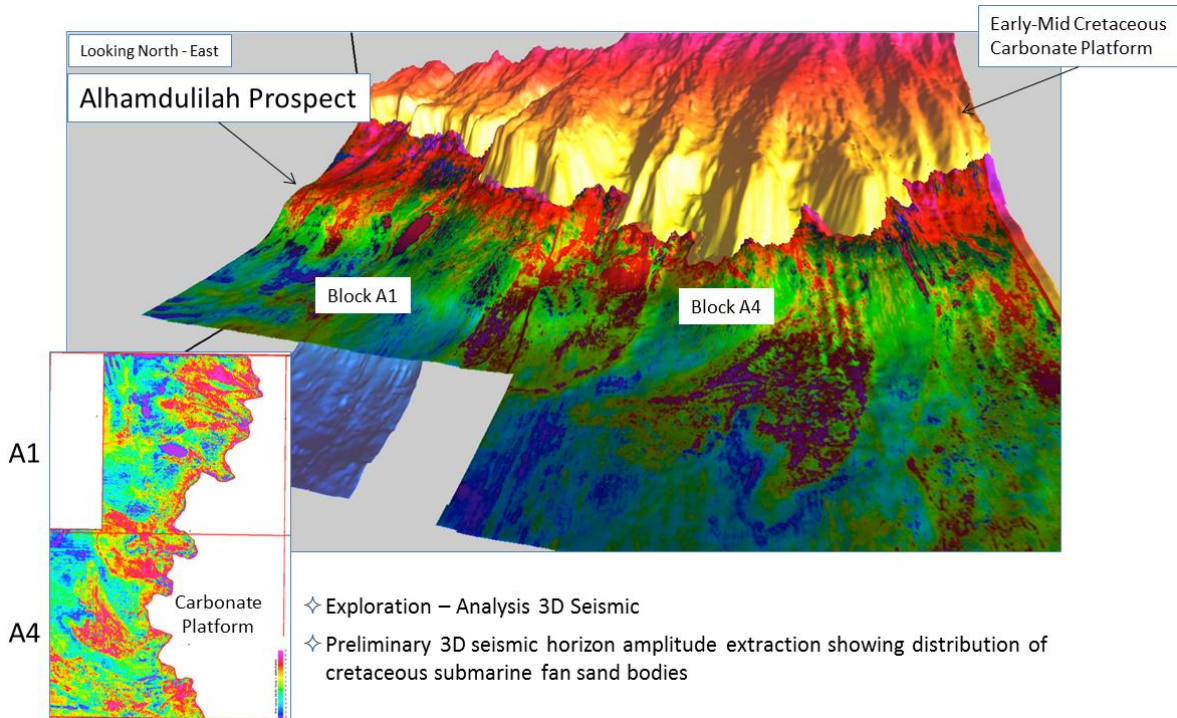 Looking North - East
Alhamdulilah Prospect
Early-Mid Cretaceous
Carbonate Platform
Block A1
Block A4
A1
A4
Carbonate
Platform
✧ Exploration – Analysis 3D Seismic
✧ Preliminary 3D seismic horizon amplitude extraction showing distribution of
cretaceous submarine fan sand bodies